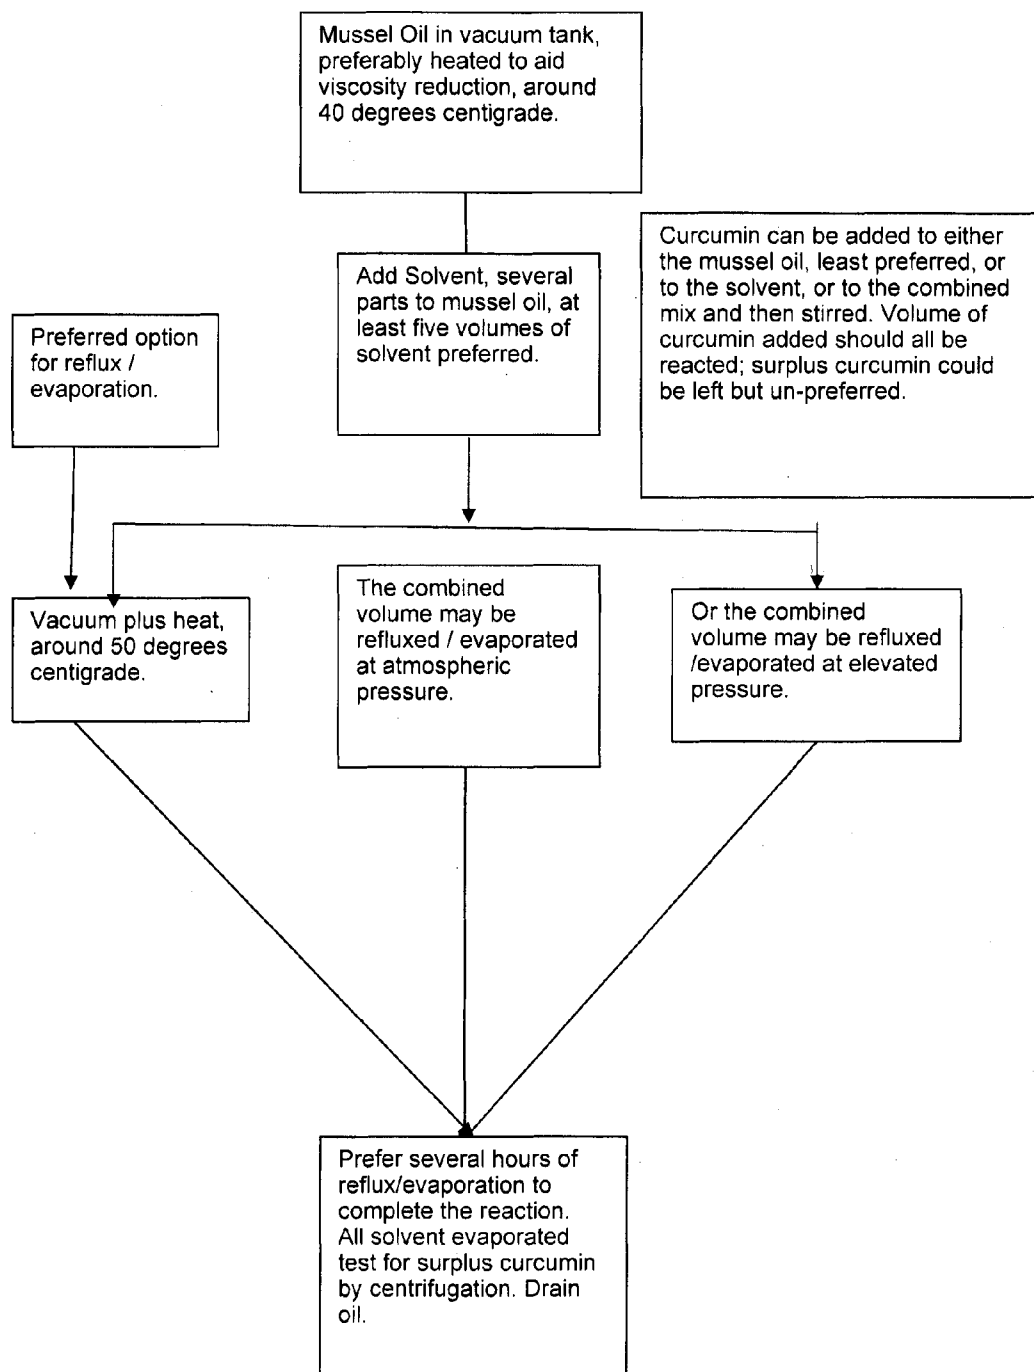 Mussel Oil in vacuum tank,
preferably heated to aid
viscosity reduction, around
40 degrees centigrade.
Add Solvent, several
parts to mussel oil, at
least five volumes of
solvent preferred.
Curcumin can be added to either
the mussel oil, least preferred, or
to the solvent, or to the combined
mix and then stirred. Volume of
curcumin added should all be
reacted; surplus curcumin could
be left but un-preferred.
Preferred option
for reflux /
evaporation.
Vacuum plus heat,
around 50 degrees
centigrade.
The combined
volume may be
refluxed / evaporated
at atmospheric
pressure.
Or the combined
volume may be refluxed
/evaporated at elevated
pressure.
Prefer several hours of
reflux/evaporation to
complete the reaction.
All solvent evaporated
test for surplus curcumin
by centrifugation. Drain
oil.